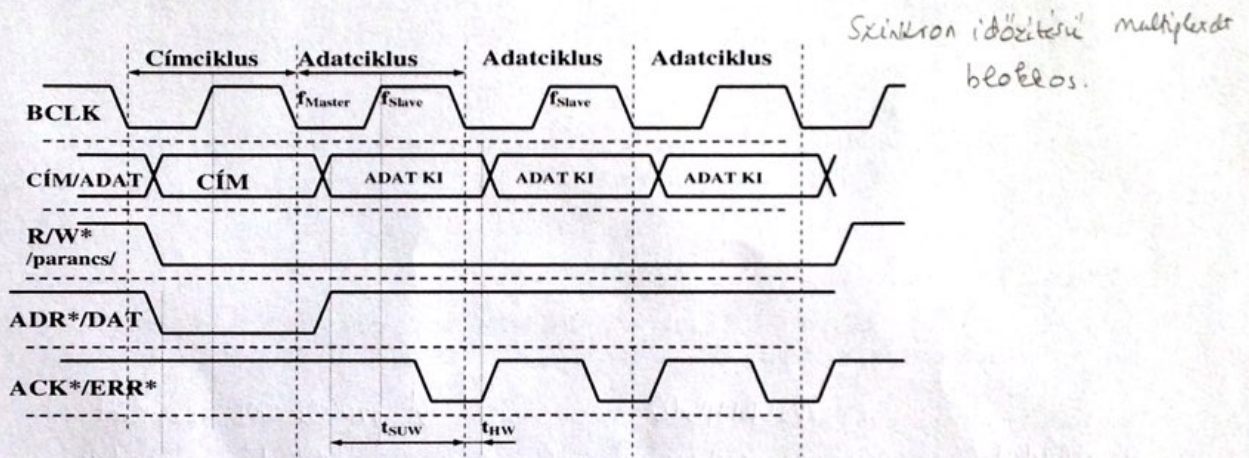 Szinkron időzítésű multiplexált
blokkos.
Címciklus Adatciklus Adatciklus Adatciklus
BCLK fMaster fSlave fSlave
CÍM/ADAT CÍM ADAT KI ADAT KI ADAT KI
R/W*
/parancs/
ADR*/DAT
ACK*/ERR*
tSUW tHW